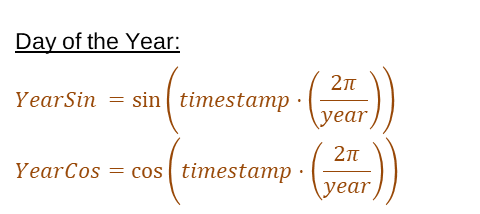 Day of the Year:
YearSin = sin(timestamp · (2π/year))
YearCos = cos(timestamp · (2π/year))